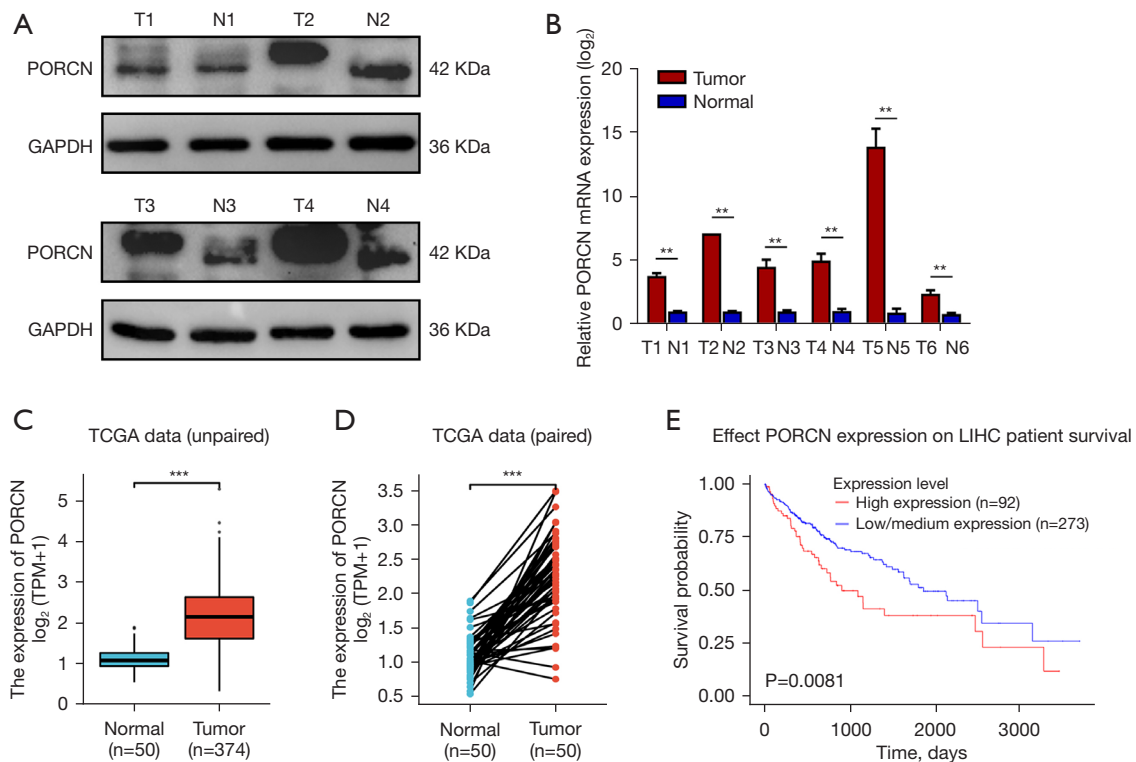 A
T1 N1 T2 N2
PORCN
42 KDa
GAPDH
36 KDa
T3 N3 T4 N4
PORCN
42 KDa
GAPDH
36 KDa
B
Relative PORCN mRNA expression (log₂)
20
15
10
5
0
Tumor
Normal
**
**
**
**
**
**
T1 N1 T2 N2 T3 N3 T4 N4 T5 N5 T6 N6
C
TCGA data (unpaired)
The expression of PORCN
log₂ (TPM+1)
5
4
3
2
1
0
***
Normal
(n=50)
Tumor
(n=374)
D
TCGA data (paired)
The expression of PORCN
log₂ (TPM+1)
3.5
3.0
2.5
2.0
1.5
1.0
0.5
***
Normal
(n=50)
Tumor
(n=50)
E
Effect PORCN expression on LIHC patient survival
Survival probability
1.00
0.75
0.50
0.25
0.00
Expression level
High expression (n=92)
Low/medium expression (n=273)
P=0.0081
0 1000 2000 3000
Time, days